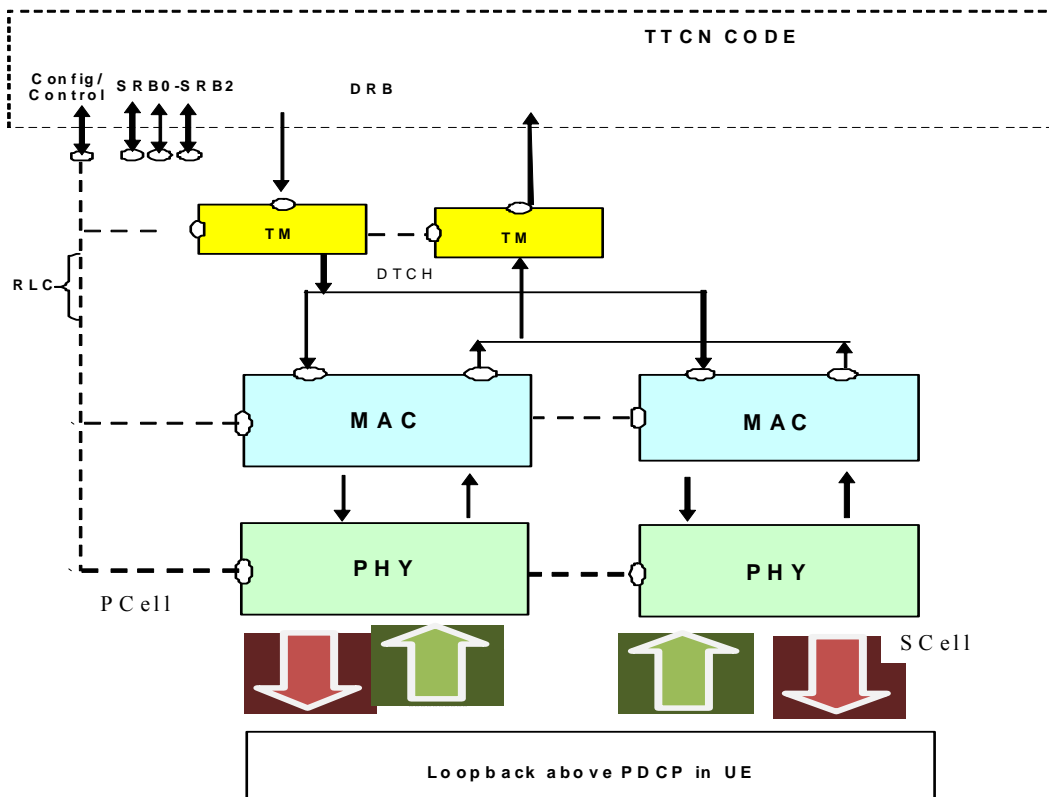 TTCN CODE
Config/
Control
SRB0-SRB2
DRB
TM
TM
DTCH
RLC
MAC
MAC
PHY
PHY
PCell
SCell
Loopback above PDCP in UE